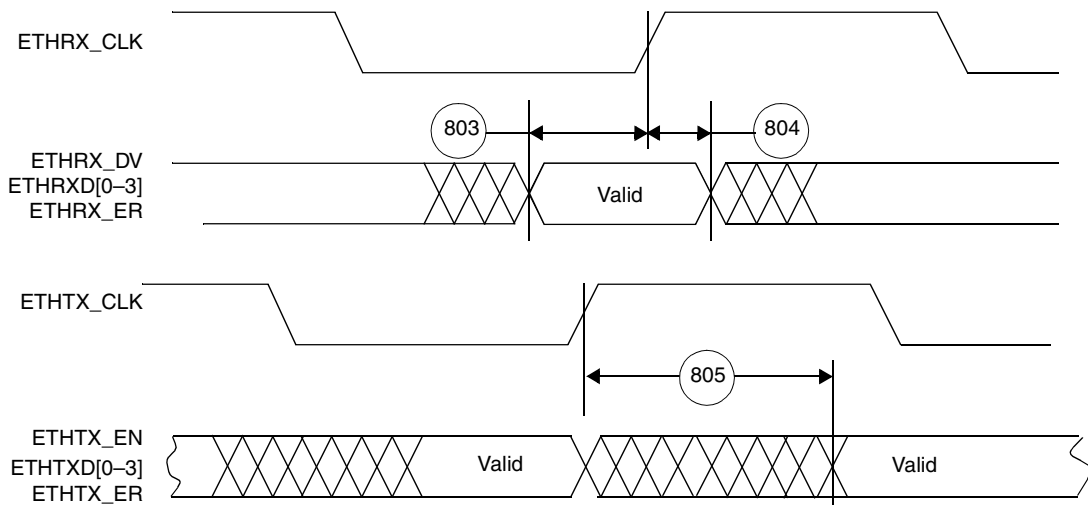 ETHRX_CLK
803
804
ETHRX_DV
ETHRXD[0–3]
ETHRX_ER
Valid
ETHTX_CLK
805
ETHTX_EN
ETHTXD[0–3]
ETHTX_ER
Valid
Valid